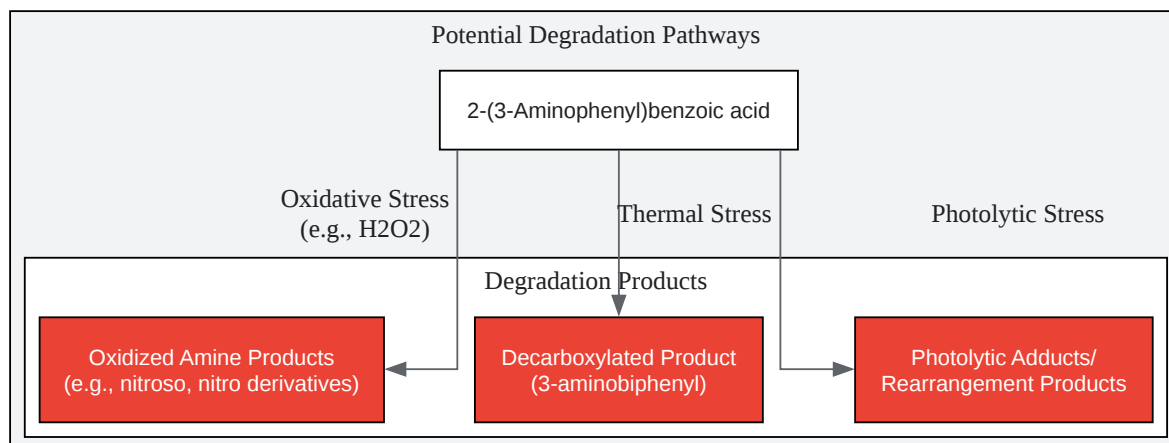 Potential Degradation Pathways
2-(3-Aminophenyl)benzoic acid
Oxidative Stress
(e.g., H2O2)
Thermal Stress
Photolytic Stress
Degradation Products
Oxidized Amine Products
(e.g., nitroso, nitro derivatives)
Decarboxylated Product
(3-aminobiphenyl)
Photolytic Adducts/
Rearrangement Products